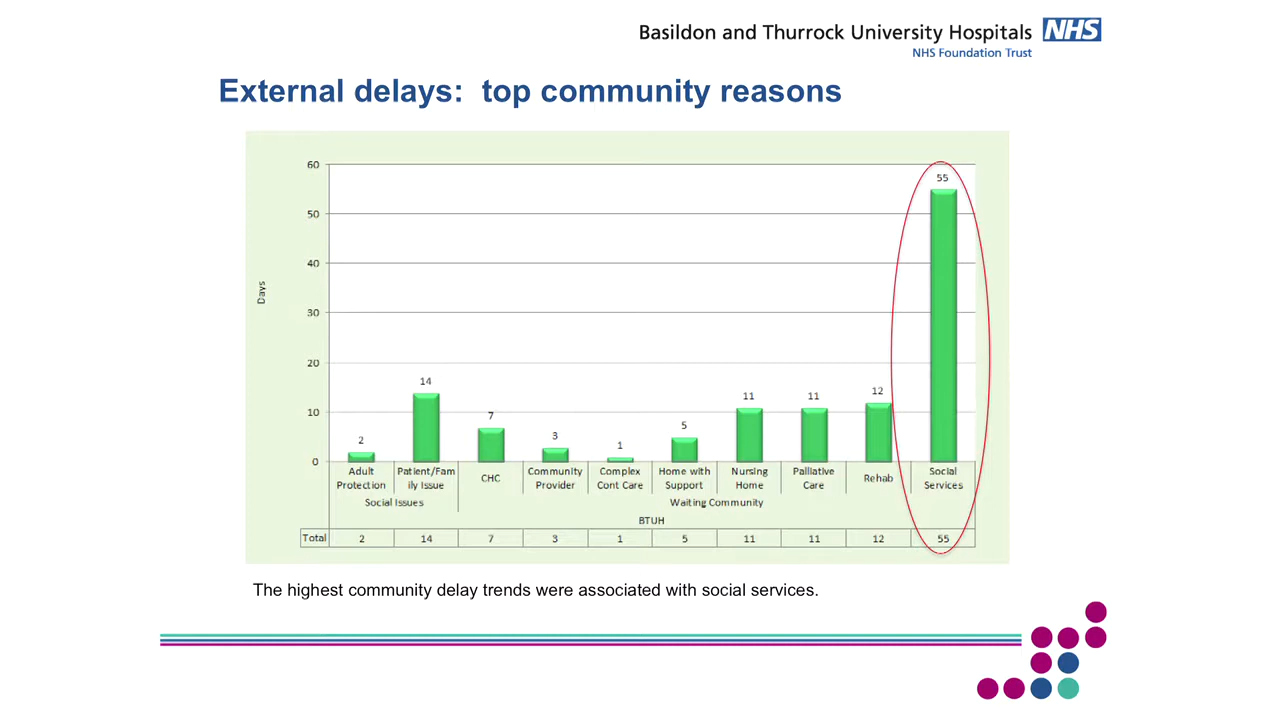 Basildon and Thurrock University Hospitals NHS
NHS Foundation Trust
External delays: top community reasons
60
50
40
30
20
10
0
Days
2
14
7
3
1
5
11
11
12
55
Adult
Protection
Patient/Fam
ily Issue
CHC
Community
Provider
Complex
Cont Care
Home with
Support
Nursing
Home
Palliative
Care
Rehab
Social
Services
Social Issues
Waiting Community
BTUH
Total 2 14 7 3 1 5 11 11 12 55
The highest community delay trends were associated with social services.